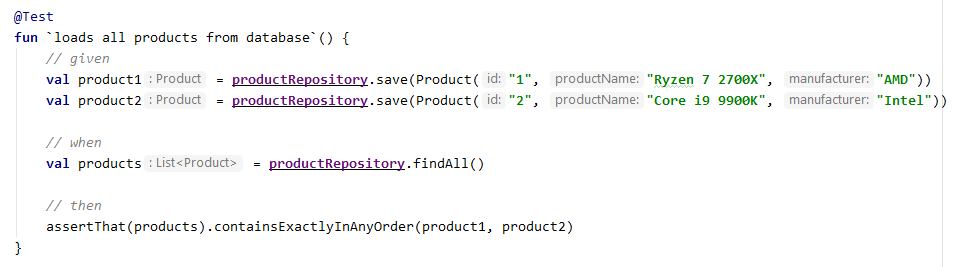 @Test
fun `loads all products from database`() {
// given
val product1 : Product = productRepository.save(Product( id: "1", productName: "Ryzen 7 2700X", manufacturer: "AMD"))
val product2 : Product = productRepository.save(Product( id: "2", productName: "Core i9 9900K", manufacturer: "Intel"))
// when
val products : List<Product> = productRepository.findAll()
// then
assertThat(products).containsExactlyInAnyOrder(product1, product2)
}